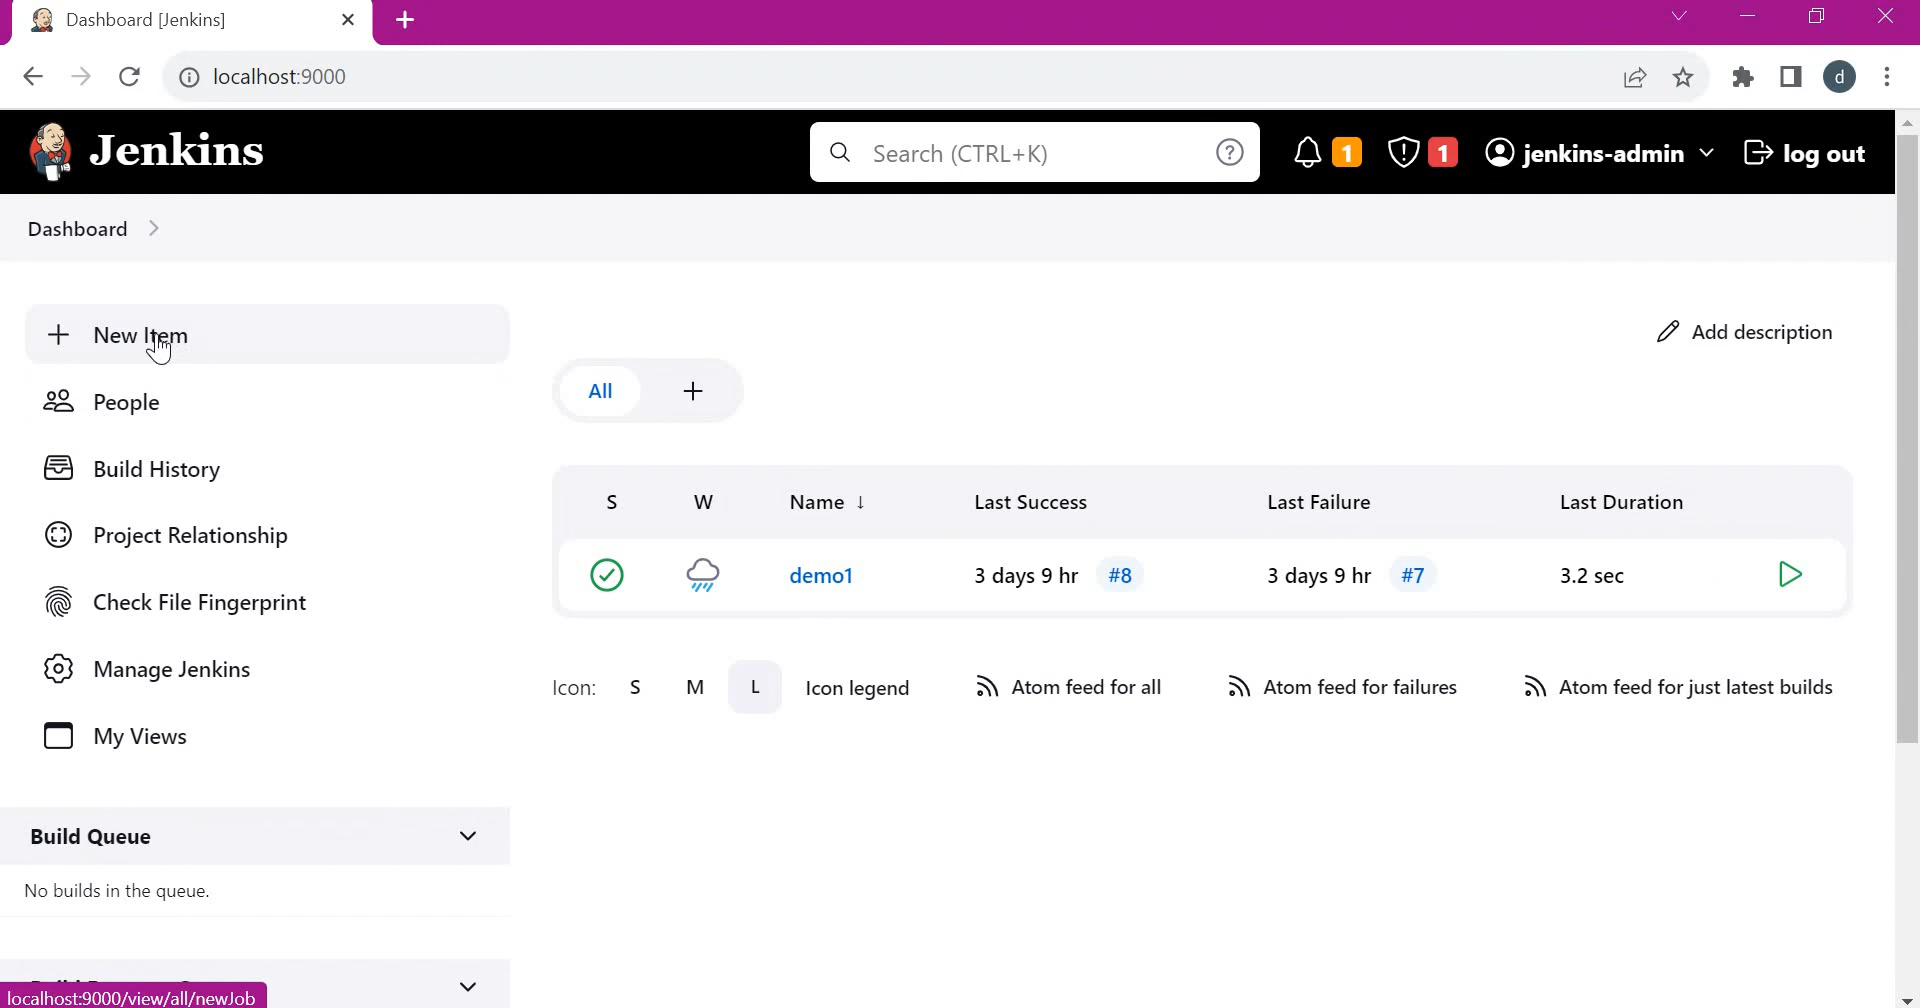 Dashboard [Jenkins]
localhost:9000
d
Jenkins
Search (CTRL+K)
1
1
jenkins-admin
log out
Dashboard
New Item
People
Build History
Project Relationship
Check File Fingerprint
Manage Jenkins
My Views
Build Queue
No builds in the queue.
localhost:9000/view/all/newJob
Add description
All
S W Name ↓ Last Success Last Failure Last Duration
demo1 3 days 9 hr #8 3 days 9 hr #7 3.2 sec
Icon: S M L Icon legend Atom feed for all Atom feed for failures Atom feed for just latest builds